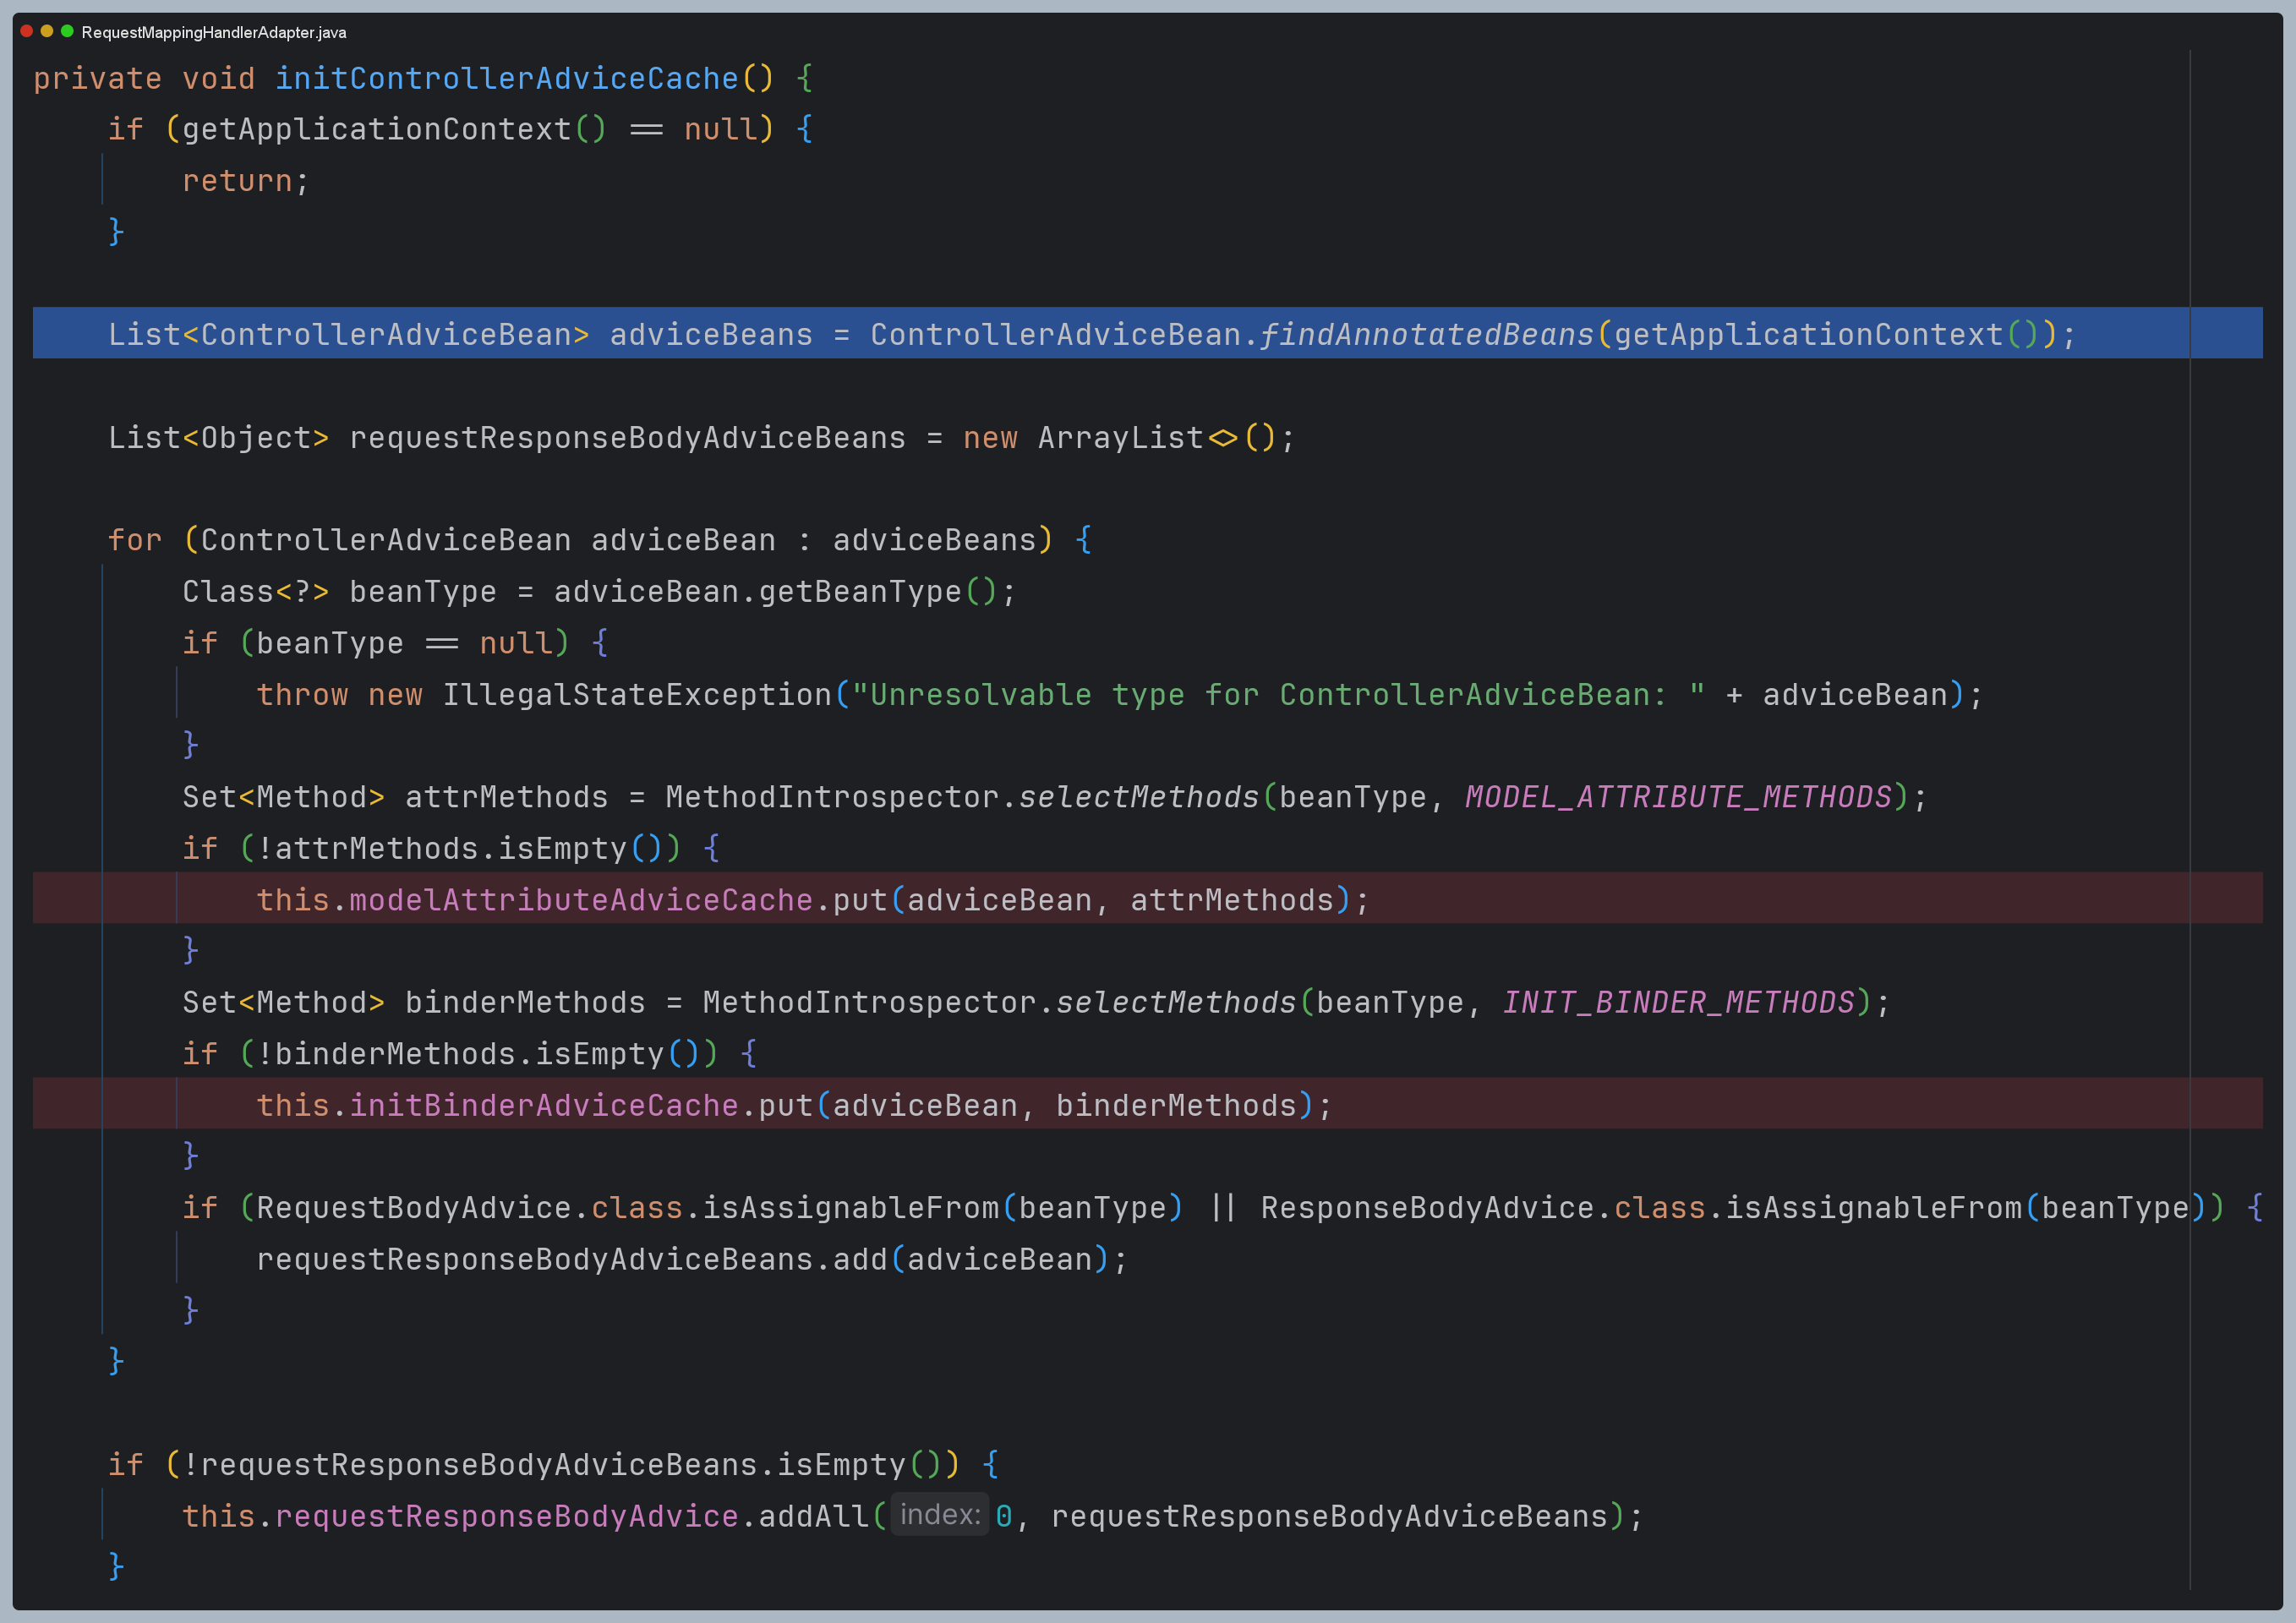 RequestMappingHandlerAdapter.java
private void initControllerAdviceCache() {
    if (getApplicationContext() == null) {
        return;
    }

    List<ControllerAdviceBean> adviceBeans = ControllerAdviceBean.findAnnotatedBeans(getApplicationContext());

    List<Object> requestResponseBodyAdviceBeans = new ArrayList<>();

    for (ControllerAdviceBean adviceBean : adviceBeans) {
        Class<?> beanType = adviceBean.getBeanType();
        if (beanType == null) {
            throw new IllegalStateException("Unresolvable type for ControllerAdviceBean: " + adviceBean);
        }
        Set<Method> attrMethods = MethodIntrospector.selectMethods(beanType, MODEL_ATTRIBUTE_METHODS);
        if (!attrMethods.isEmpty()) {
            this.modelAttributeAdviceCache.put(adviceBean, attrMethods);
        }
        Set<Method> binderMethods = MethodIntrospector.selectMethods(beanType, INIT_BINDER_METHODS);
        if (!binderMethods.isEmpty()) {
            this.initBinderAdviceCache.put(adviceBean, binderMethods);
        }
        if (RequestBodyAdvice.class.isAssignableFrom(beanType) || ResponseBodyAdvice.class.isAssignableFrom(beanType)) {
            requestResponseBodyAdviceBeans.add(adviceBean);
        }
    }

    if (!requestResponseBodyAdviceBeans.isEmpty()) {
        this.requestResponseBodyAdvice.addAll( index: 0, requestResponseBodyAdviceBeans);
    }